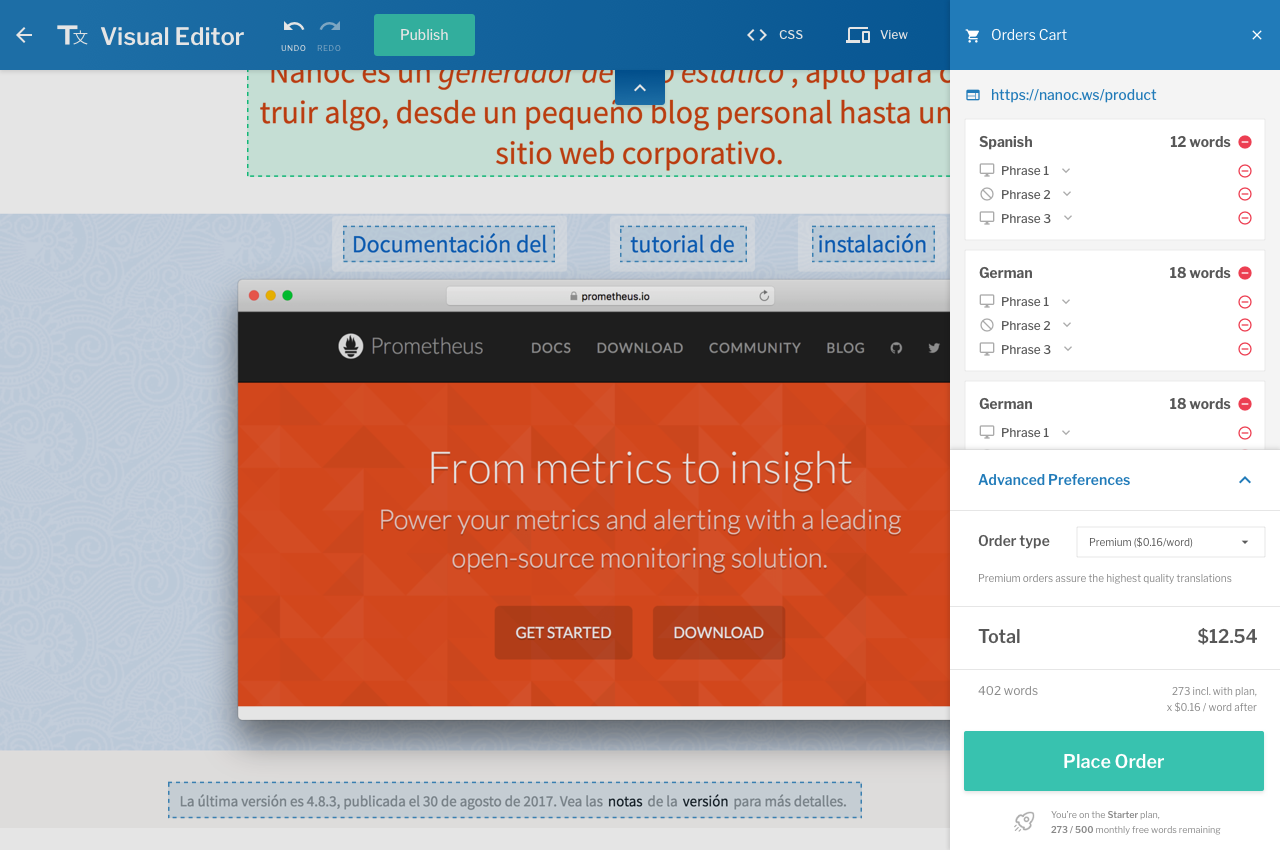 T文 Visual Editor
UNDO
REDO
Publish
CSS
View
Orders Cart
Nanoc es un generador de
o estático , apto para c
truir algo, desde un pequeño blog personal hasta un
sitio web corporativo.
Documentación del
tutorial de
instalación
prometheus.io
Prometheus
DOCS
DOWNLOAD
COMMUNITY
BLOG
From metrics to insight
Power your metrics and alerting with a leading
open-source monitoring solution.
GET STARTED
DOWNLOAD
La última versión es 4.8.3, publicada el 30 de agosto de 2017. Vea las notas de la versión para más detalles.
https://nanoc.ws/product
Spanish 12 words
Phrase 1
Phrase 2
Phrase 3
German 18 words
Phrase 1
Phrase 2
Phrase 3
German 18 words
Phrase 1
Advanced Preferences
Order type Premium ($0.16/word)
Premium orders assure the highest quality translations
Total $12.54
402 words 273 incl. with plan,
x $0.16 / word after
Place Order
You're on the Starter plan,
273 / 500 monthly free words remaining